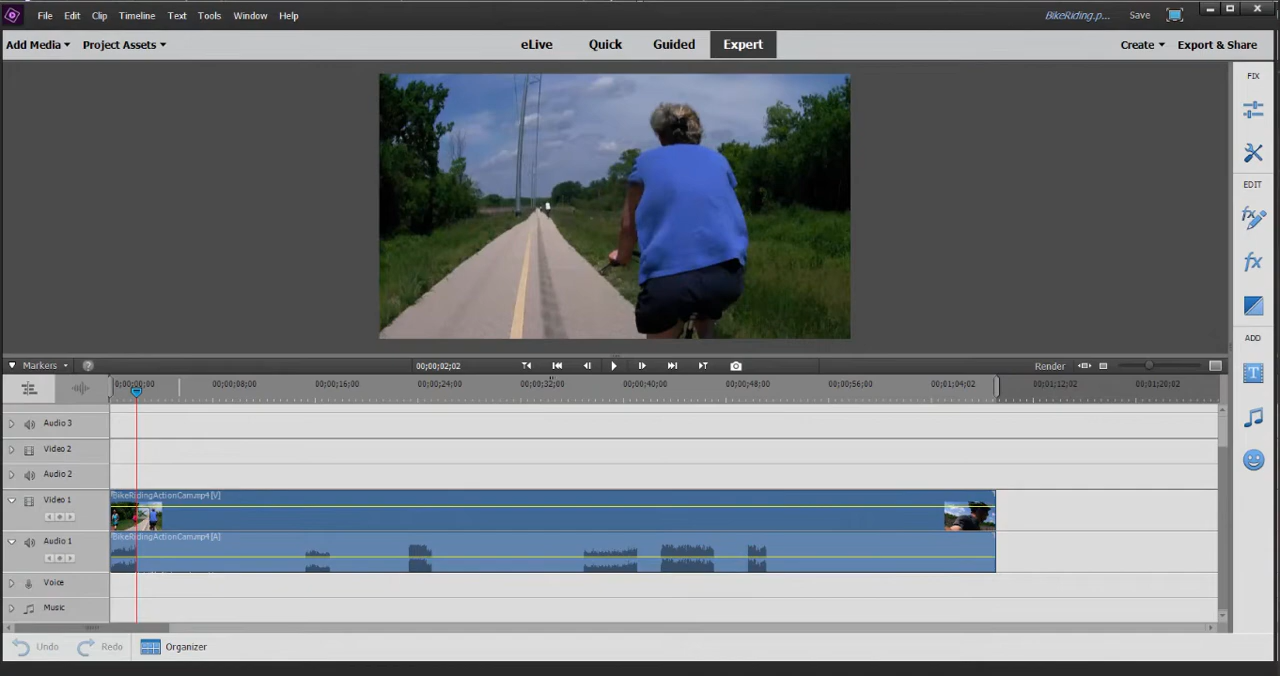 File Edit Clip Timeline Text Tools Window Help BikeRiding.p... Save
Add Media Project Assets eLive Quick Guided Expert Create Export & Share
FIX
EDIT
fx
ADD
T
Markers ? 00;00;02;02 Render
00;00;00;00 00;00;08;00 00;00;16;00 00;00;24;00 00;00;32;00 00;00;40;00 00;00;48;00 00;00;56;00 00;01;04;02 00;01;12;02 00;01;20;02
Audio 3
Video 2
Audio 2
Video 1 BikeRidingActionCam.mp4 [V]
Audio 1 BikeRidingActionCam.mp4 [A]
Voice
Music
Undo Redo Organizer